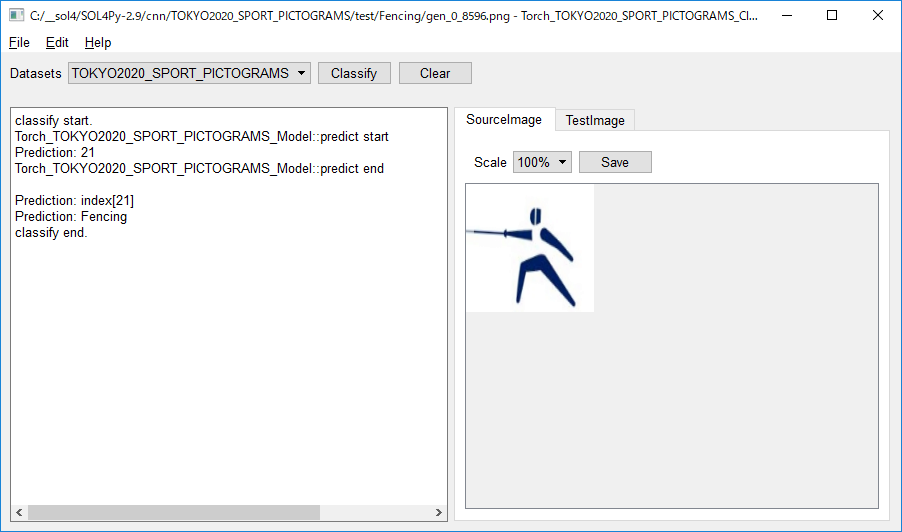 C:/__sol4/SOL4Py-2.9/cnn/TOKYO2020_SPORT_PICTOGRAMS/test/Fencing/gen_0_8596.png - Torch_TOKYO2020_SPORT_PICTOGRAMS_Cl...
File Edit Help
Datasets TOKYO2020_SPORT_PICTOGRAMS Classify Clear
classify start.
Torch_TOKYO2020_SPORT_PICTOGRAMS_Model::predict start
Prediction: 21
Torch_TOKYO2020_SPORT_PICTOGRAMS_Model::predict end
Prediction: index[21]
Prediction: Fencing
classify end.
SourceImage TestImage
Scale 100% Save